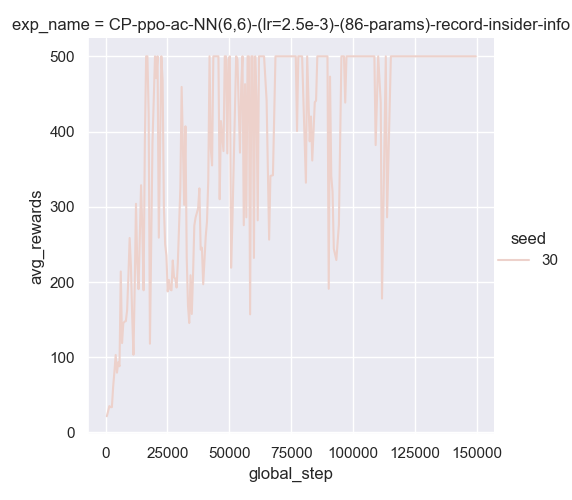 exp_name = CP-ppo-ac-NN(6,6)-(lr=2.5e-3)-(86-params)-record-insider-info
500
400
300
200
100
0
avg_rewards
0 25000 50000 75000 100000 125000 150000
global_step
seed
30